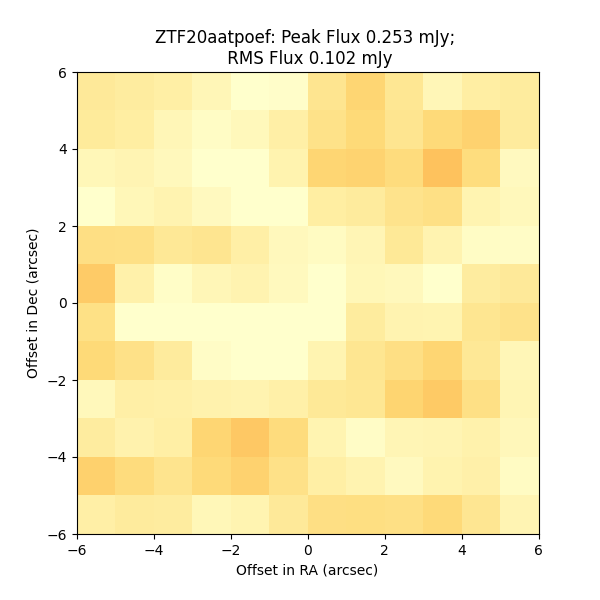 ZTF20aatpoef: Peak Flux 0.253 mJy;
RMS Flux 0.102 mJy
6
4
2
0
−2
−4
−6
Offset in Dec (arcsec)
−6 −4 −2 0 2 4 6
Offset in RA (arcsec)